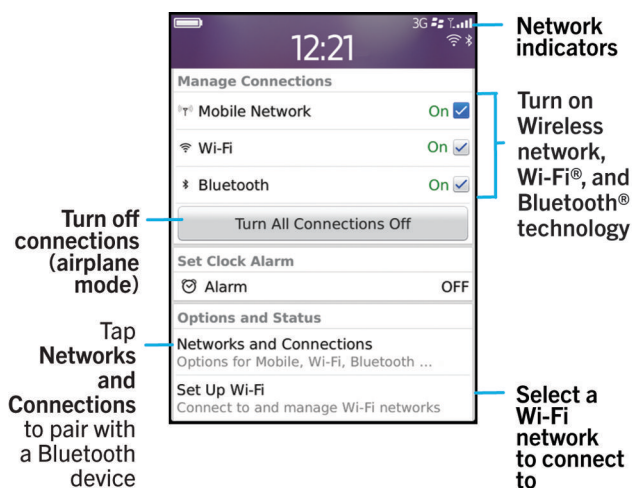 3G
12:21
Manage Connections
Mobile Network On
Wi-Fi On
Bluetooth On
Turn All Connections Off
Set Clock Alarm
Alarm OFF
Options and Status
Networks and Connections
Options for Mobile, Wi-Fi, Bluetooth ...
Set Up Wi-Fi
Connect to and manage Wi-Fi networks
Network
indicators
Turn on
Wireless
network,
Wi-Fi®, and
Bluetooth®
technology
Turn off
connections
(airplane
mode)
Tap
Networks
and
Connections
to pair with
a Bluetooth
device
Select a
Wi-Fi
network
to connect
to